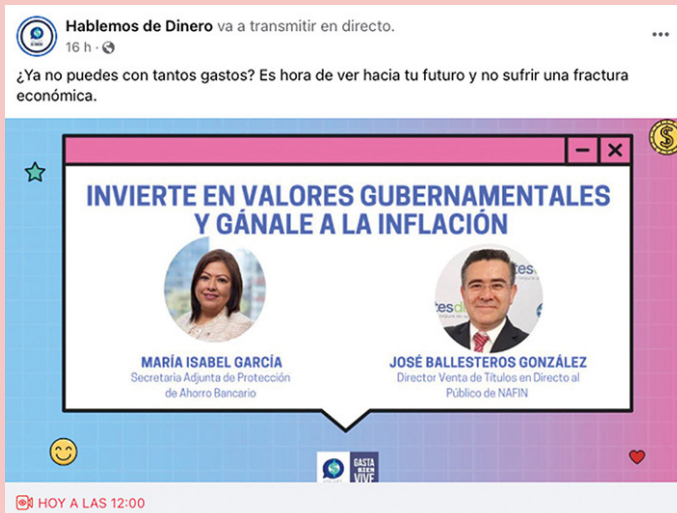 Hablemos de Dinero va a transmitir en directo.
16 h ·
¿Ya no puedes con tantos gastos? Es hora de ver hacia tu futuro y no sufrir una fractura
económica.
INVIERTE EN VALORES GUBERNAMENTALES
Y GÁNALE A LA INFLACIÓN
tes
tesd
MARÍA ISABEL GARCÍA
Secretaria Adjunta de Protección
de Ahorro Bancario
JOSÉ BALLESTEROS GONZÁLEZ
Director Venta de Títulos en Directo al
Público de NAFIN
GASTA
BIEN
VIVE
HOY A LAS 12:00